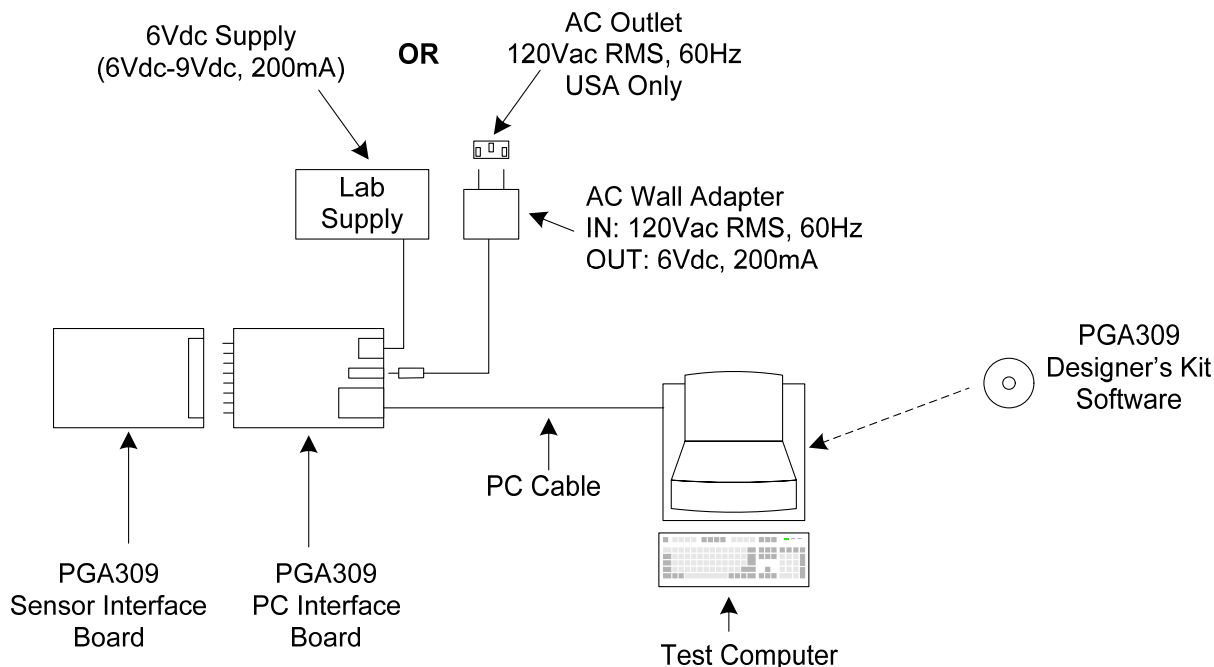 6Vdc Supply
(6Vdc-9Vdc, 200mA)
OR
AC Outlet
120Vac RMS, 60Hz
USA Only
Lab
Supply
AC Wall Adapter
IN: 120Vac RMS, 60Hz
OUT: 6Vdc, 200mA
PGA309
Designer's Kit
Software
PC Cable
PGA309
Sensor Interface
Board
PGA309
PC Interface
Board
Test Computer